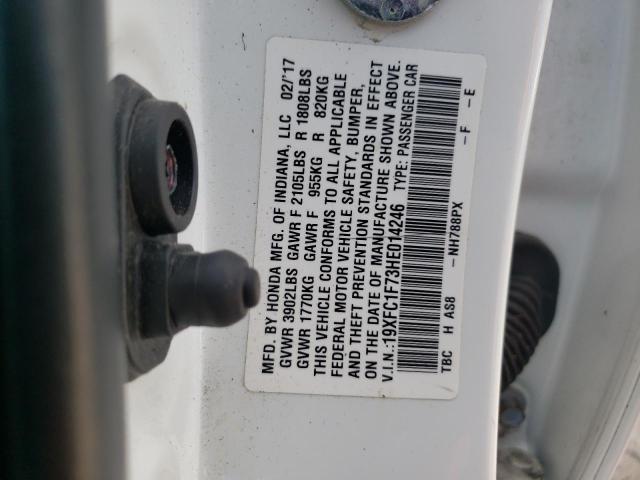 MFD. BY HONDA MFG. OF INDIANA, LLC 02/'17
GVWR 3902LBS GAWR F 2105LBS R 1808LBS
GVWR 1770KG GAWR F 955KG R 820KG
THIS VEHICLE CONFORMS TO ALL APPLICABLE
FEDERAL MOTOR VEHICLE SAFETY, BUMPER,
AND THEFT PREVENTION STANDARDS IN EFFECT
ON THE DATE OF MANUFACTURE SHOWN ABOVE.
V.I.N.:19XFC1F73HE014246 TYPE: PASSENGER CAR
TBC H AS8 -NH788PX -F -E